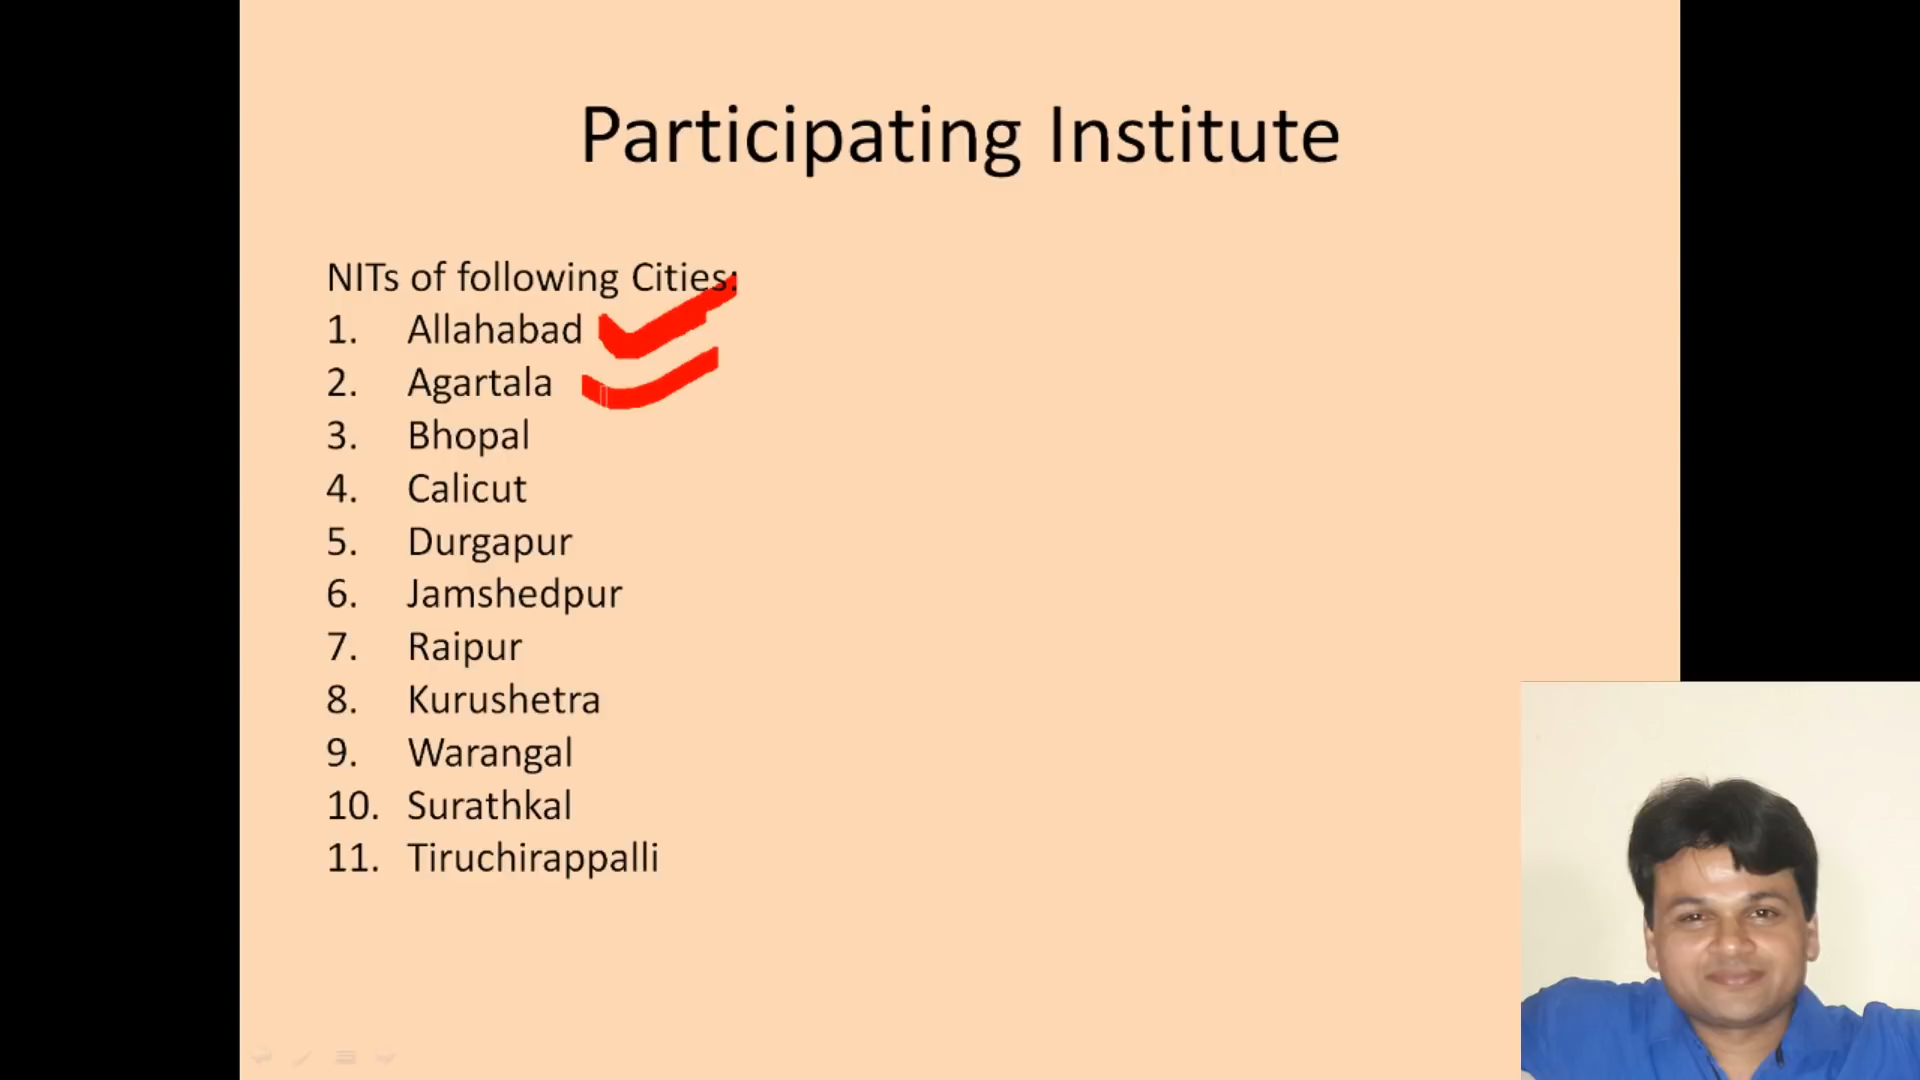 Participating Institute
NITs of following Cities:
1. Allahabad
2. Agartala
3. Bhopal
4. Calicut
5. Durgapur
6. Jamshedpur
7. Raipur
8. Kurushetra
9. Warangal
10. Surathkal
11. Tiruchirappalli